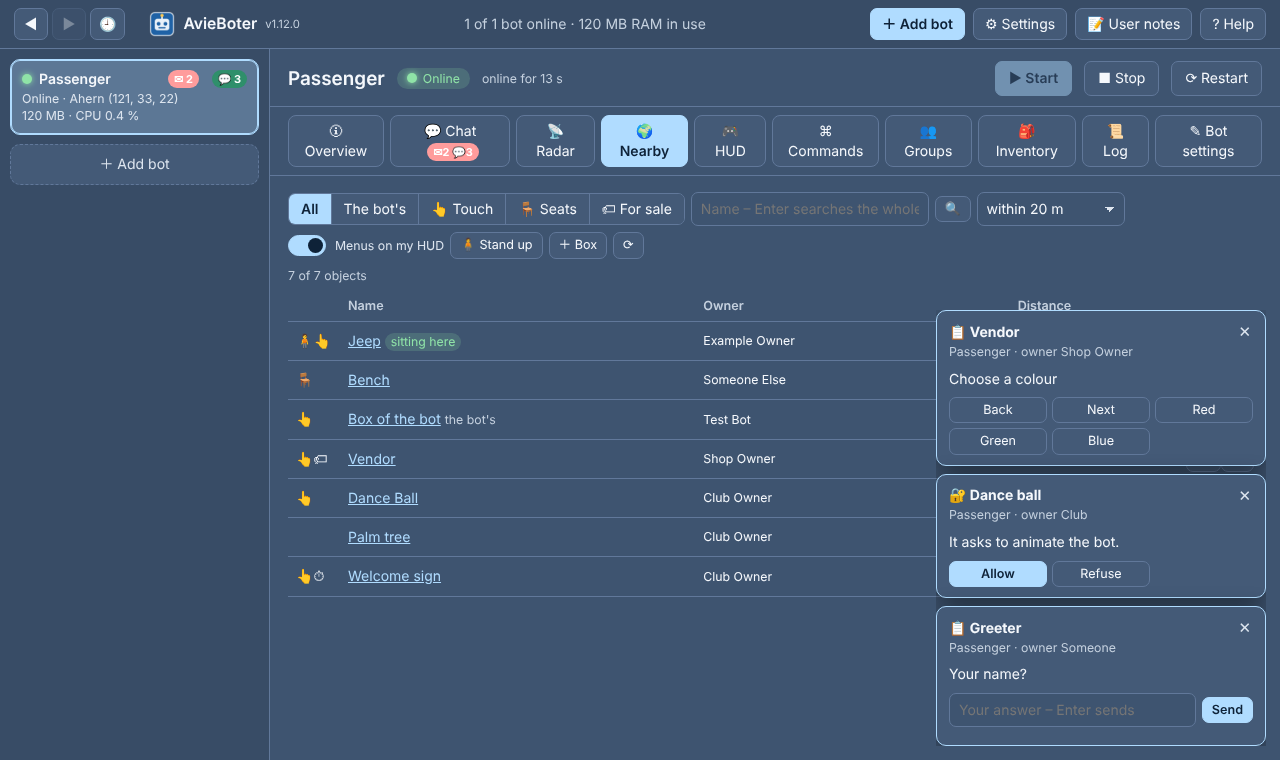 AvieBoter v1.12.0
1 of 1 bot online · 120 MB RAM in use
+ Add bot
Settings
User notes
? Help
Passenger
2
3
Online · Ahern (121, 33, 22)
120 MB · CPU 0.4 %
+ Add bot
Passenger
Online
online for 13 s
Start
Stop
Restart
Overview
Chat
2 3
Radar
Nearby
HUD
Commands
Groups
Inventory
Log
Bot settings
All
The bot's
Touch
Seats
For sale
Name – Enter searches the whole
within 20 m
Menus on my HUD
Stand up
+ Box
7 of 7 objects
Name Owner Distance
Jeep sitting here Example Owner
Bench Someone Else
Box of the bot the bot's Test Bot
Vendor Shop Owner
Dance Ball Club Owner
Palm tree Club Owner
Welcome sign Club Owner
Vendor
Passenger · owner Shop Owner
Choose a colour
Back Next Red
Green Blue
Dance ball
Passenger · owner Club
It asks to animate the bot.
Allow Refuse
Greeter
Passenger · owner Someone
Your name?
Your answer – Enter sends
Send